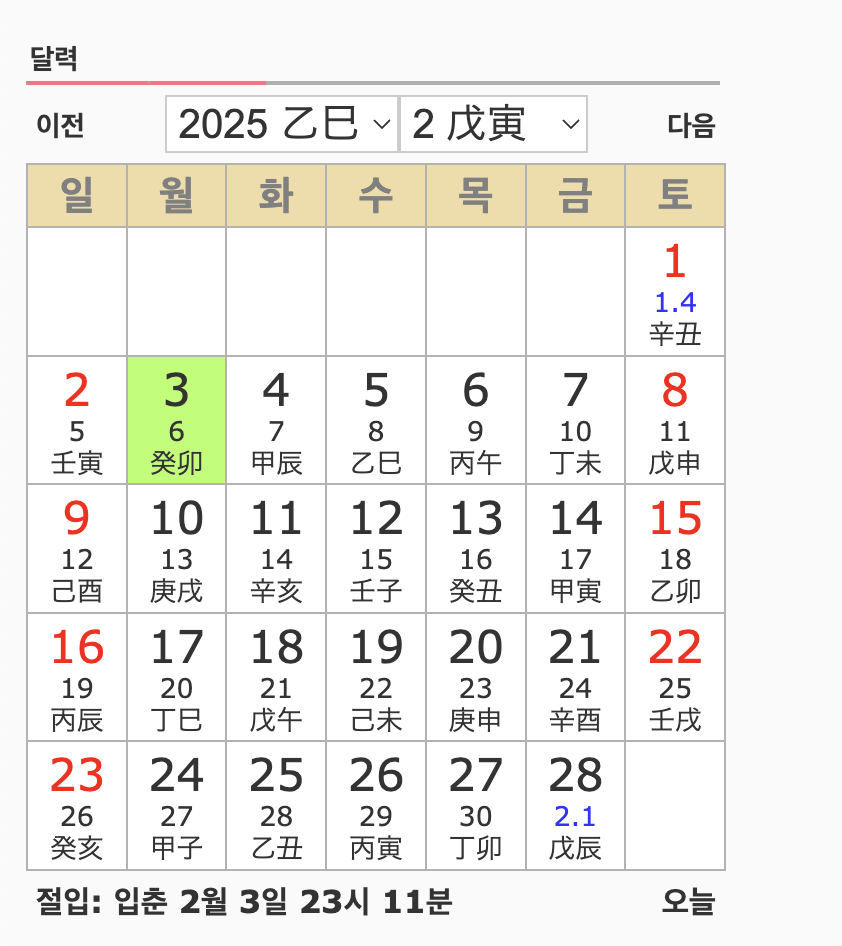 달력
이전 2025 乙巳 2 戊寅 다음
일 월 화 수 목 금 토
1
1.4
辛丑
2 3 4 5 6 7 8
5 6 7 8 9 10 11
壬寅 癸卯 甲辰 乙巳 丙午 丁未 戊申
9 10 11 12 13 14 15
12 13 14 15 16 17 18
己酉 庚戌 辛亥 壬子 癸丑 甲寅 乙卯
16 17 18 19 20 21 22
19 20 21 22 23 24 25
丙辰 丁巳 戊午 己未 庚申 辛酉 壬戌
23 24 25 26 27 28
26 27 28 29 30 2.1
癸亥 甲子 乙丑 丙寅 丁卯 戊辰
절입: 입춘 2월 3일 23시 11분 오늘